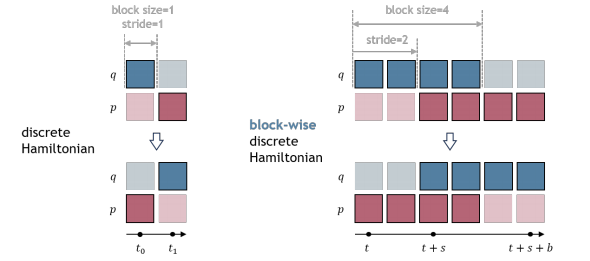 block size=1
stride=1
q
p
discrete
Hamiltonian
q
p
t₀
t₁
block size=4
stride=2
q
p
block-wise
discrete
Hamiltonian
q
p
t
t + s
t + s + b